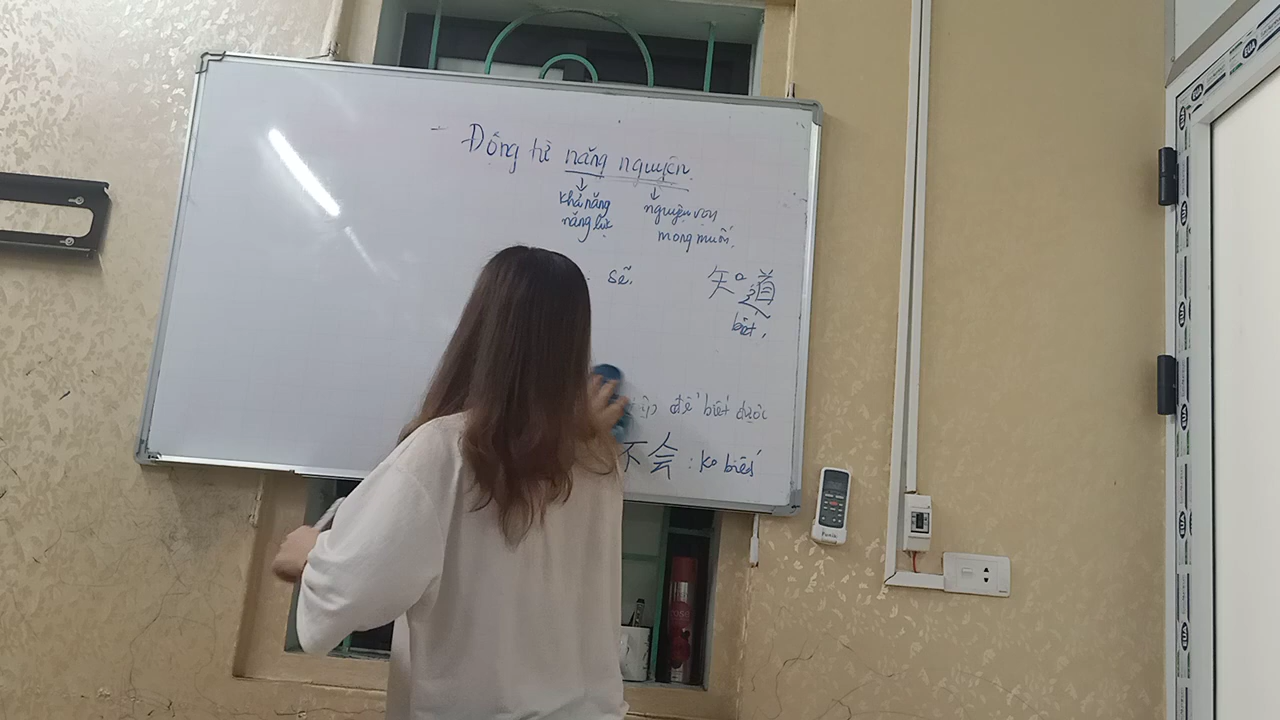 - Động từ năng nguyện.
khả năng
năng lực
nguyện vọn
mong muốn.
sẽ.
知道
biết,
để biết được
不会 : ko biết